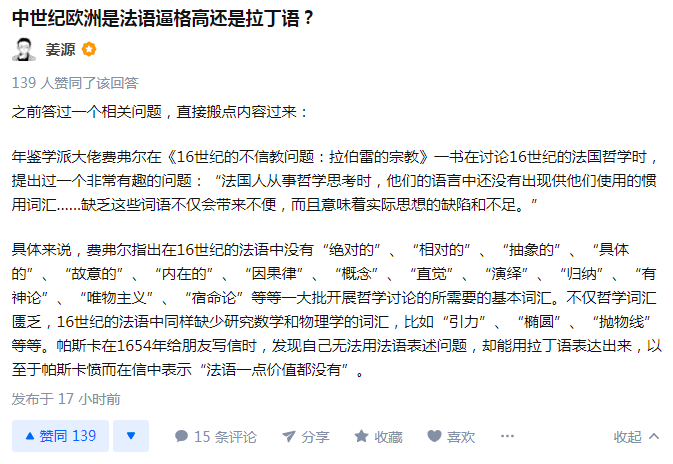 中世纪欧洲是法语逼格高还是拉丁语？
姜源
139 人赞同了该回答
之前答过一个相关问题，直接搬点内容过来：
年鉴学派大佬费弗尔在《16世纪的不信教问题：拉伯雷的宗教》一书在讨论16世纪的法国哲学时，
提出过一个非常有趣的问题：“法国人从事哲学思考时，他们的语言中还没有出现供他们使用的惯
用词汇......缺乏这些词语不仅会带来不便，而且意味着实际思想的缺陷和不足。”
具体来说，费弗尔指出在16世纪的法语中没有“绝对的”、“相对的”、“抽象的”、“具体
的”、“故意的”、“内在的”、“因果律”、“概念”、“直觉”、“演绎”、“归纳”、“有
神论”、“唯物主义”、“宿命论”等等一大批开展哲学讨论的所需要的基本词汇。不仅哲学词汇
匮乏，16世纪的法语中同样缺少研究数学和物理学的词汇，比如“引力”、“椭圆”、“抛物线”
等等。帕斯卡在1654年给朋友写信时，发现自己无法用法语表述问题，却能用拉丁语表达出来，以
至于帕斯卡愤而在信中表示“法语一点价值都没有”。
发布于 17 小时前
赞同 139 15 条评论 分享 收藏 喜欢 收起